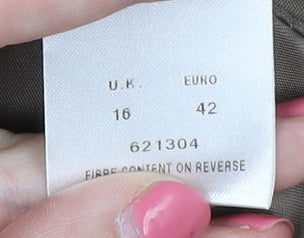 U.K. EURO
16 42
621304
FIBRE CONTENT ON REVERSE